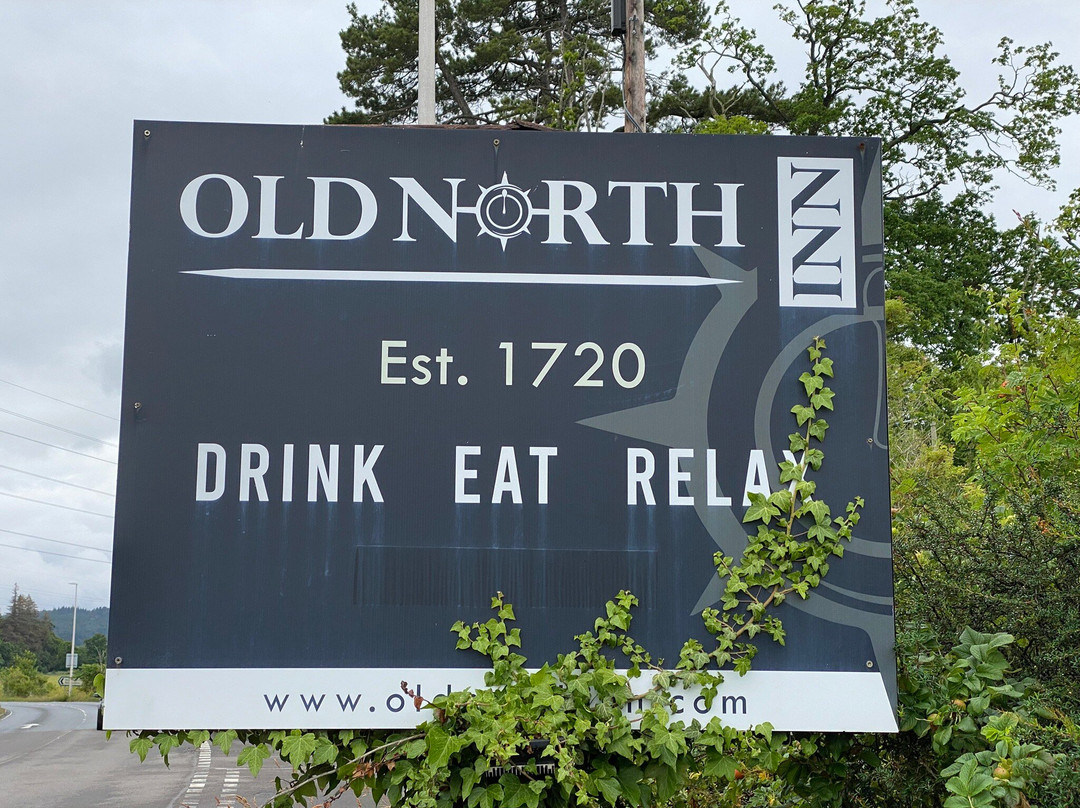 OLD NORTH INN
Est. 1720
DRINK EAT RELAX